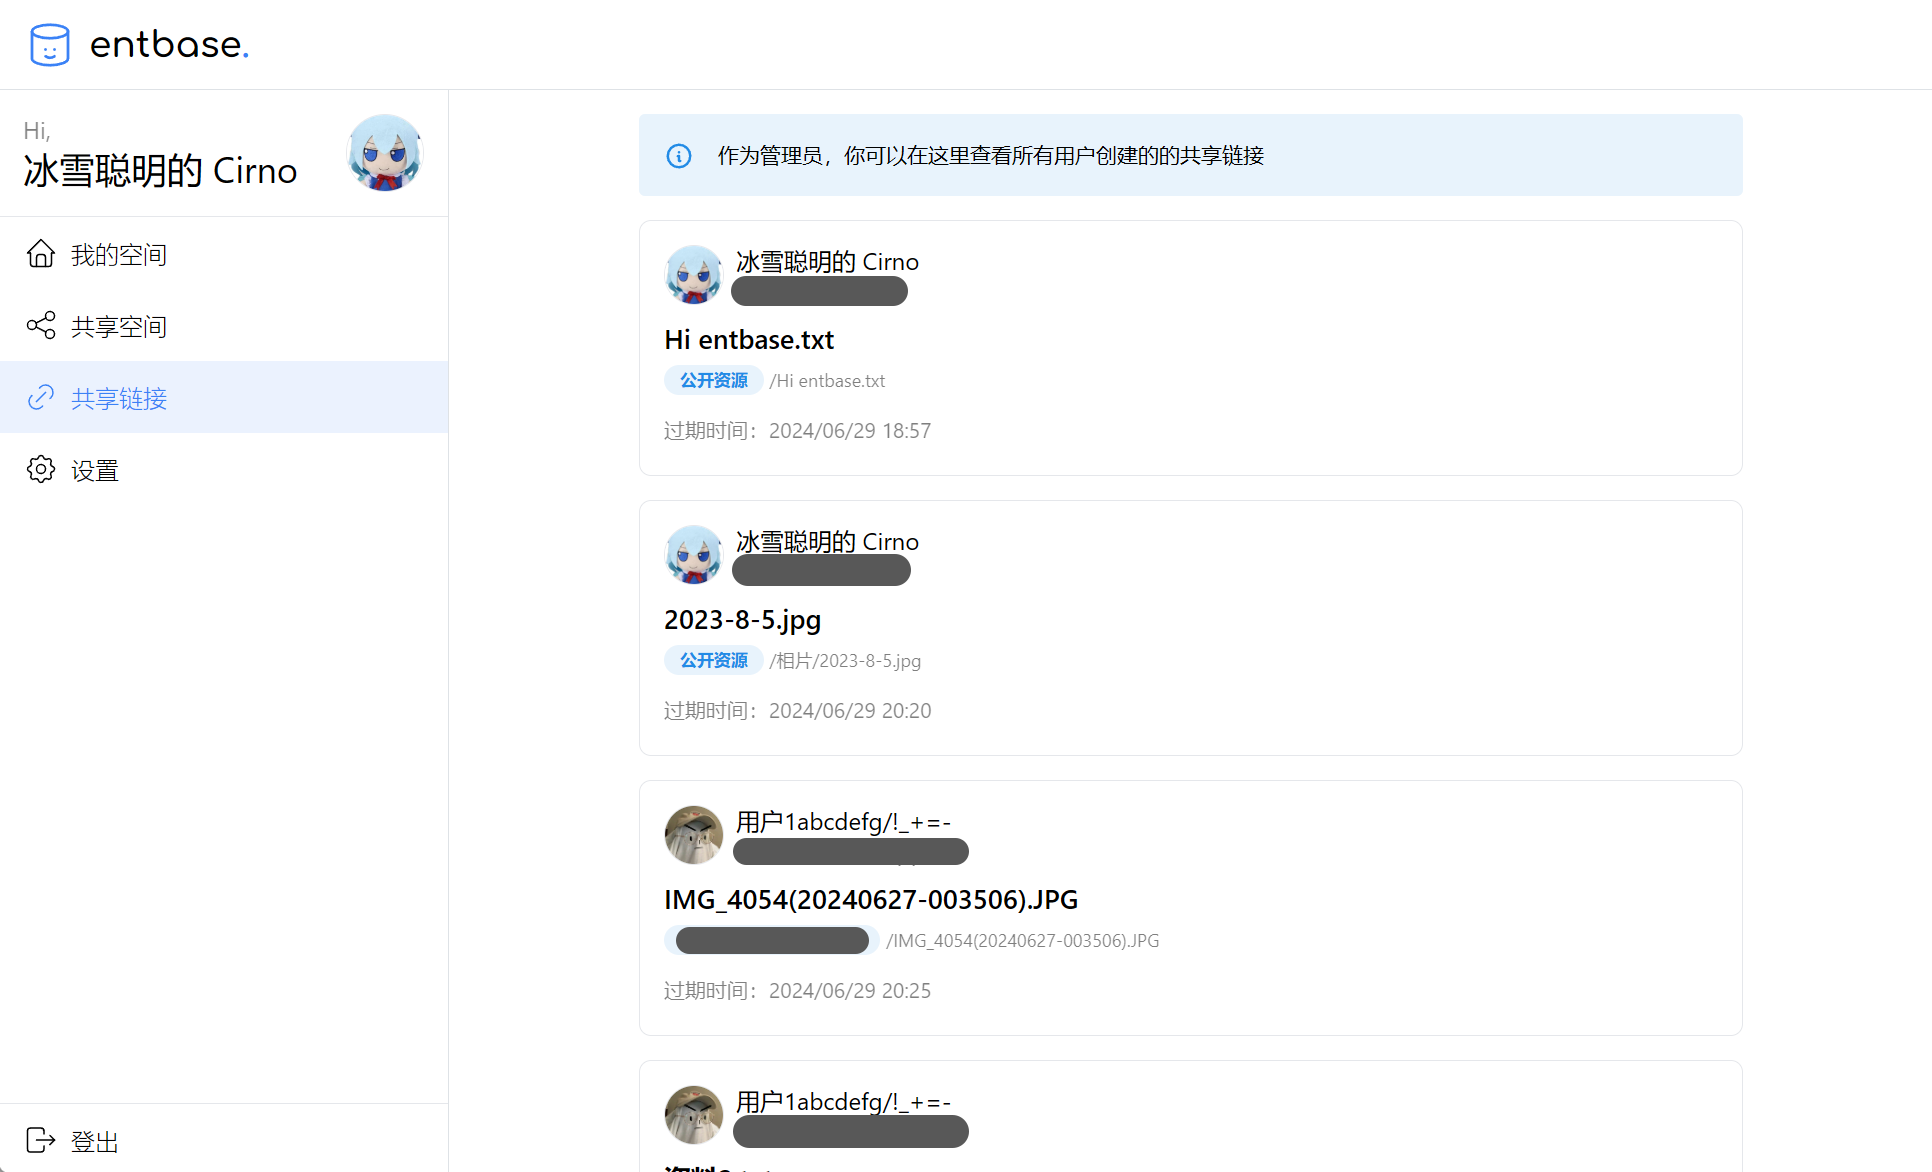 entbase.
Hi,
冰雪聪明的 Cirno
我的空间
共享空间
共享链接
设置
登出
作为管理员，你可以在这里查看所有用户创建的的共享链接
冰雪聪明的 Cirno
Hi entbase.txt
公开资源 /Hi entbase.txt
过期时间：2024/06/29 18:57
冰雪聪明的 Cirno
2023-8-5.jpg
公开资源 /相片/2023-8-5.jpg
过期时间：2024/06/29 20:20
用户1abcdefg/!_+=-
IMG_4054(20240627-003506).JPG
/IMG_4054(20240627-003506).JPG
过期时间：2024/06/29 20:25
用户1abcdefg/!_+=-